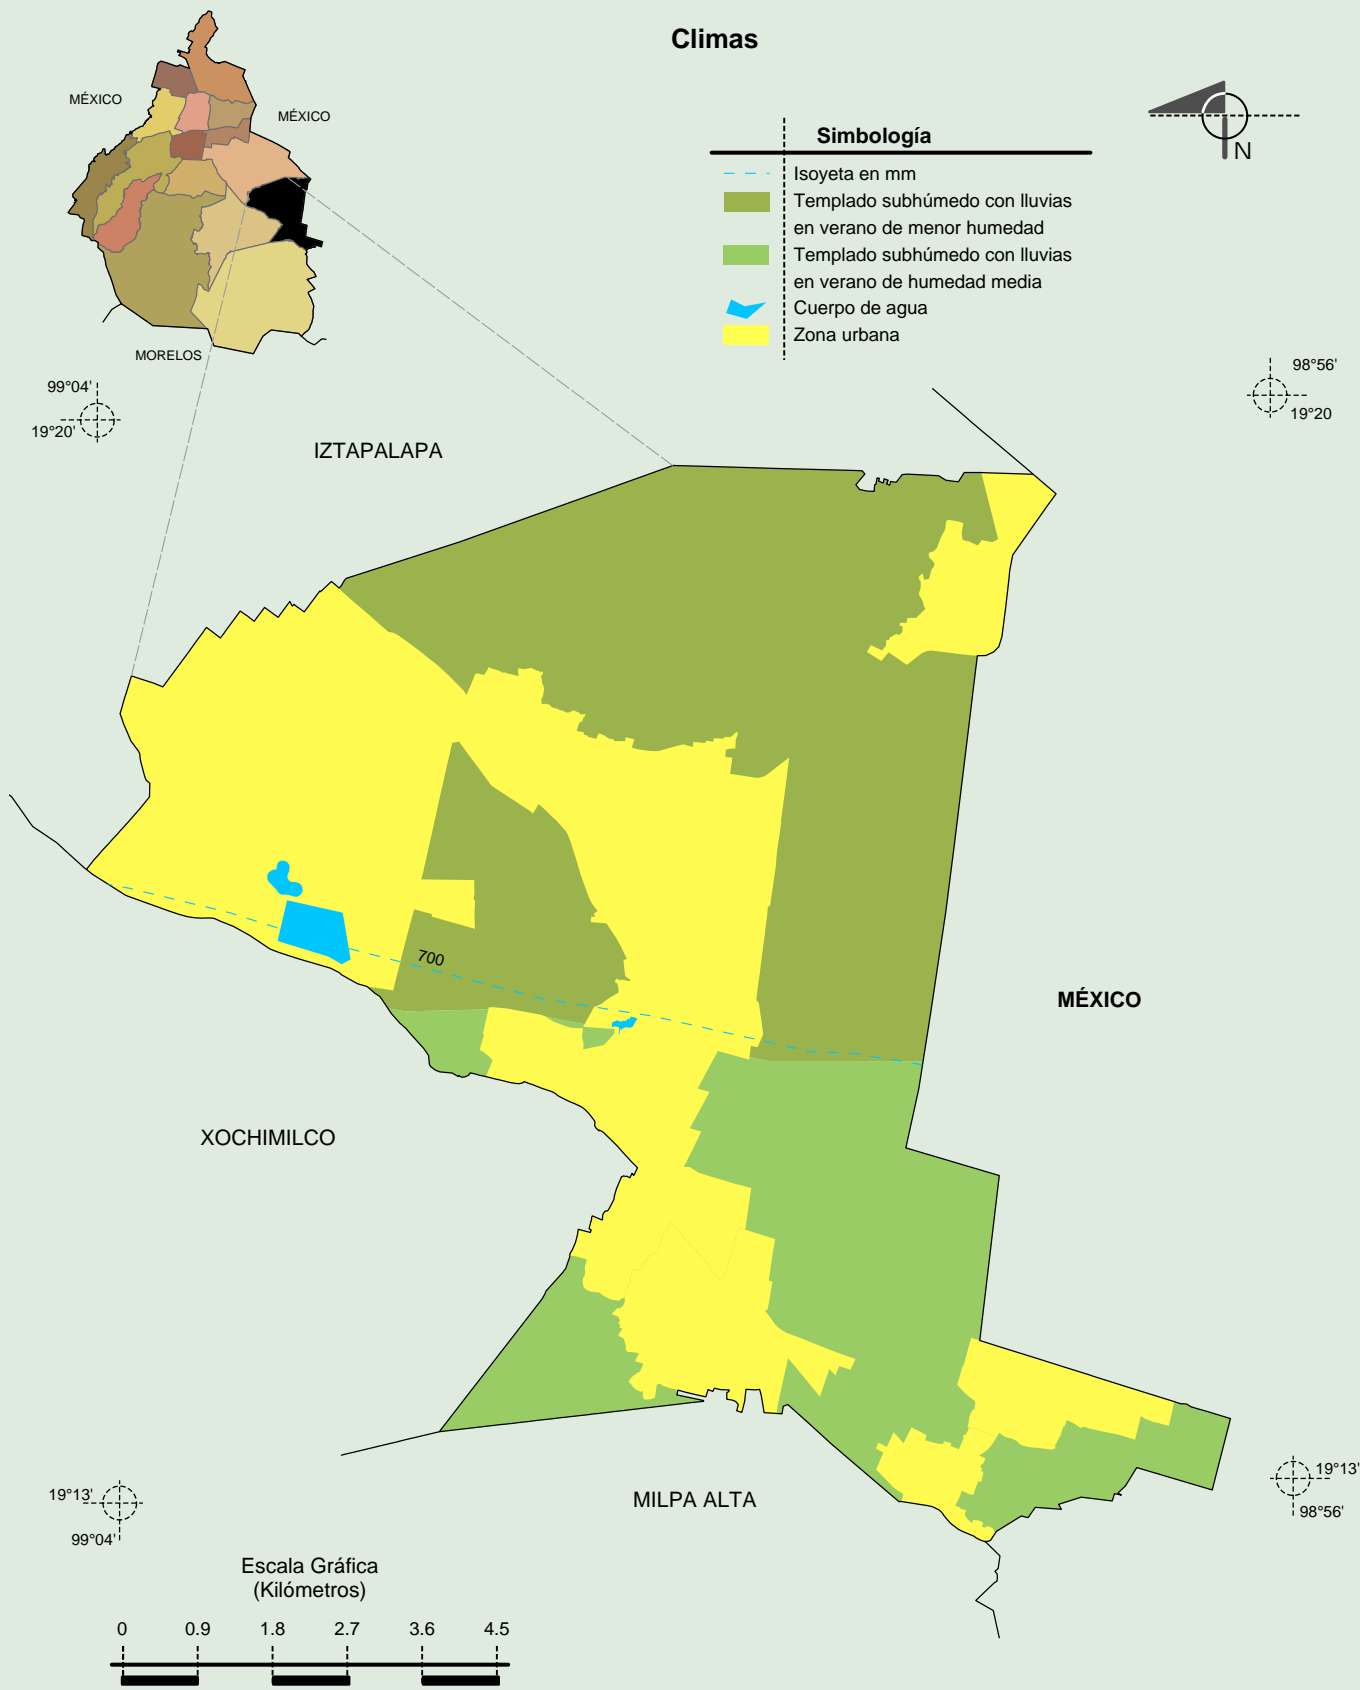 Climas
MÉXICO
MÉXICO
MORELOS
N
Simbología
Isoyeta en mm
Templado subhúmedo con lluvias
en verano de menor humedad
Templado subhúmedo con lluvias
en verano de humedad media
Cuerpo de agua
Zona urbana
99°04'
19°20'
98°56'
19°20
IZTAPALAPA
700
MÉXICO
XOCHIMILCO
MILPA ALTA
19°13'
99°04'
19°13'
98°56'
Escala Gráfica
(Kilómetros)
0 0.9 1.8 2.7 3.6 4.5